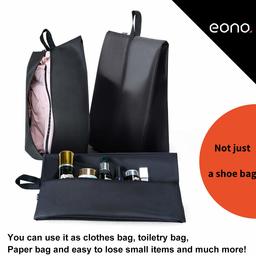 eono.
Not just
a shoe bag
You can use it as clothes bag, toiletry bag,
Paper bag and easy to lose small items and much more!